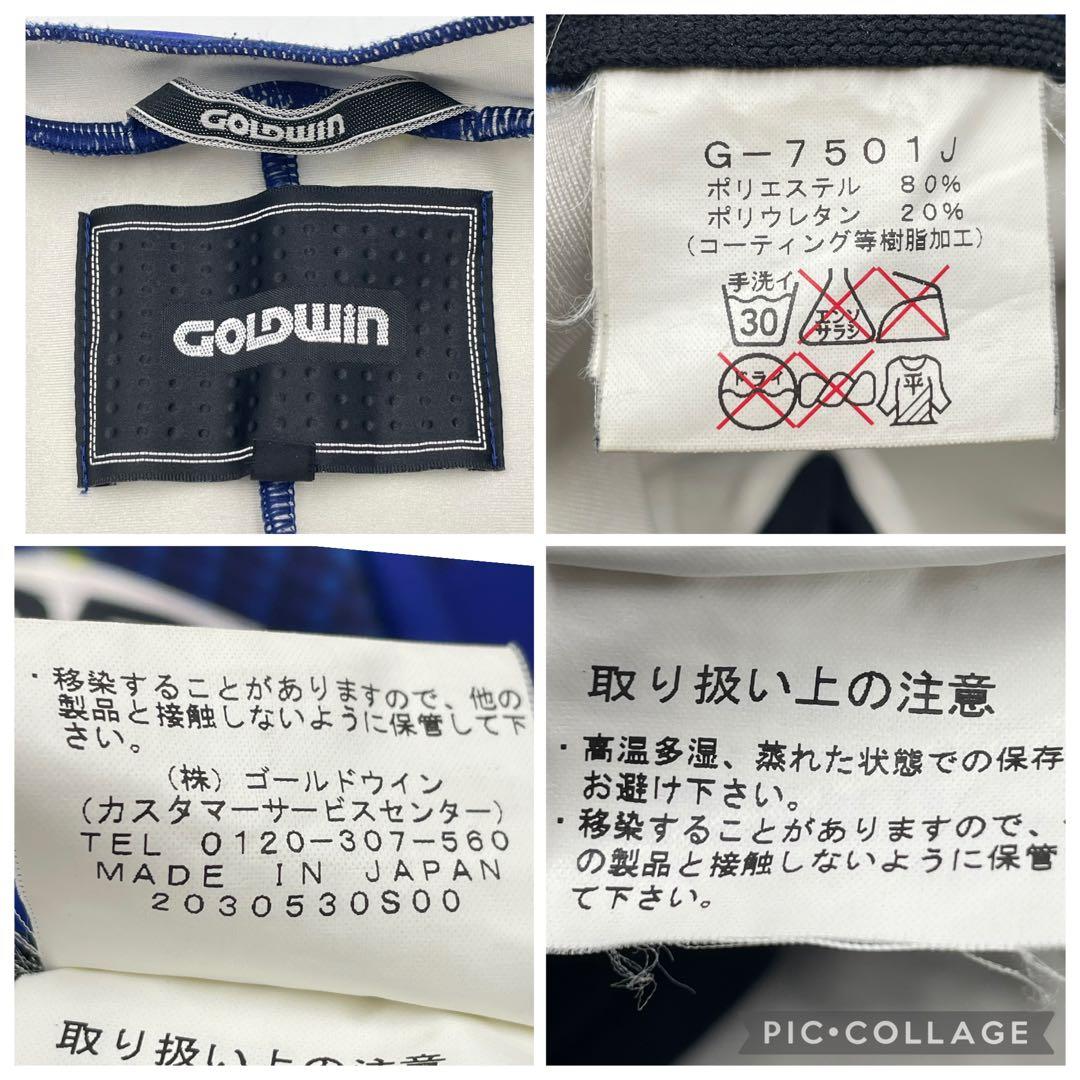 GOLDWIN
GOLDWIN
G-7501J
ポリエステル 80%
ポリウレタン 20%
(コーティング等樹脂加工)
手洗イ
30
エンソ
サラシ
ドライ
平
・移染することがありますので、他の
製品と接触しないように保管して下
さい。
(株)ゴールドウイン
(カスタマーサービスセンター)
TEL 0120-307-560
MADE IN JAPAN
2030530S00
取り扱い上の注意
取り扱い上の注意
・高温多湿、蒸れた状態での保存
お避け下さい。
・移染することがありますので、
の製品と接触しないように保管
て下さい。
PIC•COLLAGE